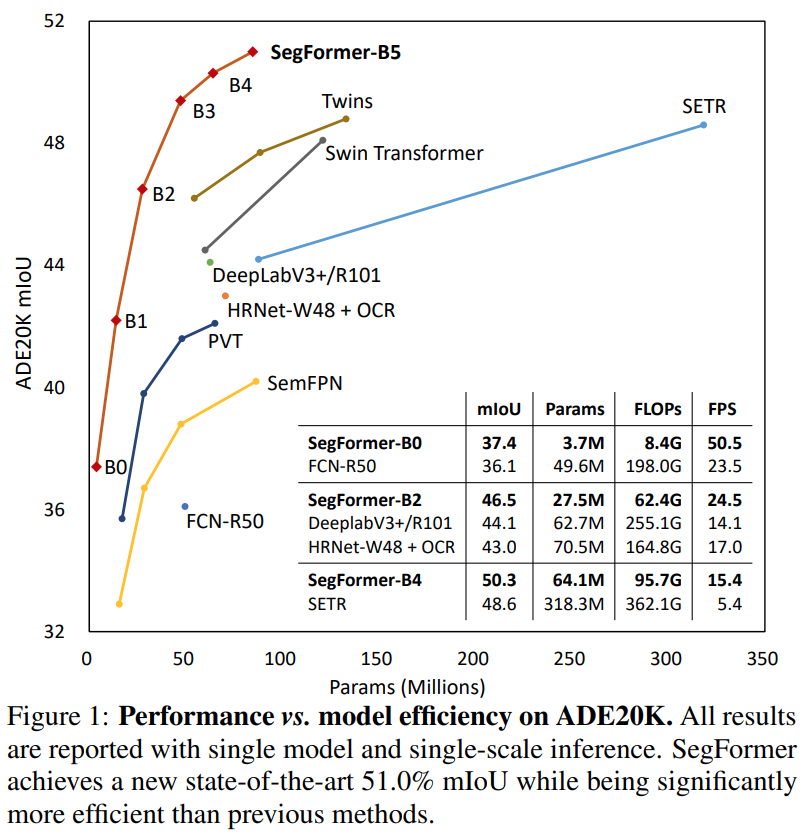 52
48
44
40
36
32
ADE20K mIoU
SegFormer-B5
B4
B3
B2
B1
B0
Twins
Swin Transformer
SETR
DeepLabV3+/R101
HRNet-W48 + OCR
PVT
SemFPN
FCN-R50
mIoU Params FLOPs FPS
SegFormer-B0 37.4 3.7M 8.4G 50.5
FCN-R50 36.1 49.6M 198.0G 23.5
SegFormer-B2 46.5 27.5M 62.4G 24.5
DeeplabV3+/R101 44.1 62.7M 255.1G 14.1
HRNet-W48 + OCR 43.0 70.5M 164.8G 17.0
SegFormer-B4 50.3 64.1M 95.7G 15.4
SETR 48.6 318.3M 362.1G 5.4
0 50 100 150 200 250 300 350
Params (Millions)
Figure 1: Performance vs. model efficiency on ADE20K. All results
are reported with single model and single-scale inference. SegFormer
achieves a new state-of-the-art 51.0% mIoU while being significantly
more efficient than previous methods.